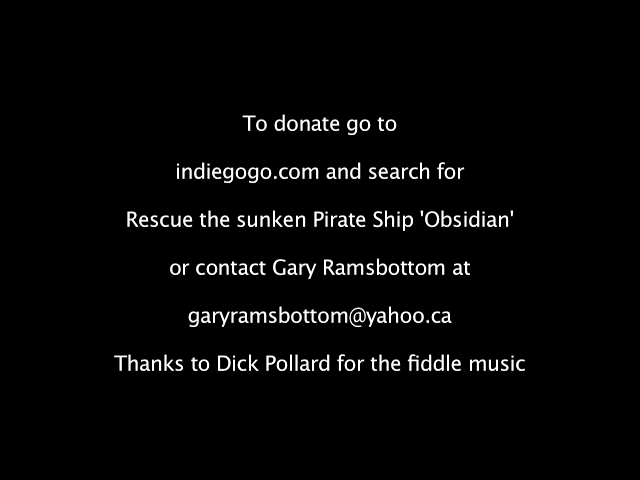 To donate go to
indiegogo.com and search for
Rescue the sunken Pirate Ship 'Obsidian'
or contact Gary Ramsbottom at
garyramsbottom@yahoo.ca
Thanks to Dick Pollard for the fiddle music